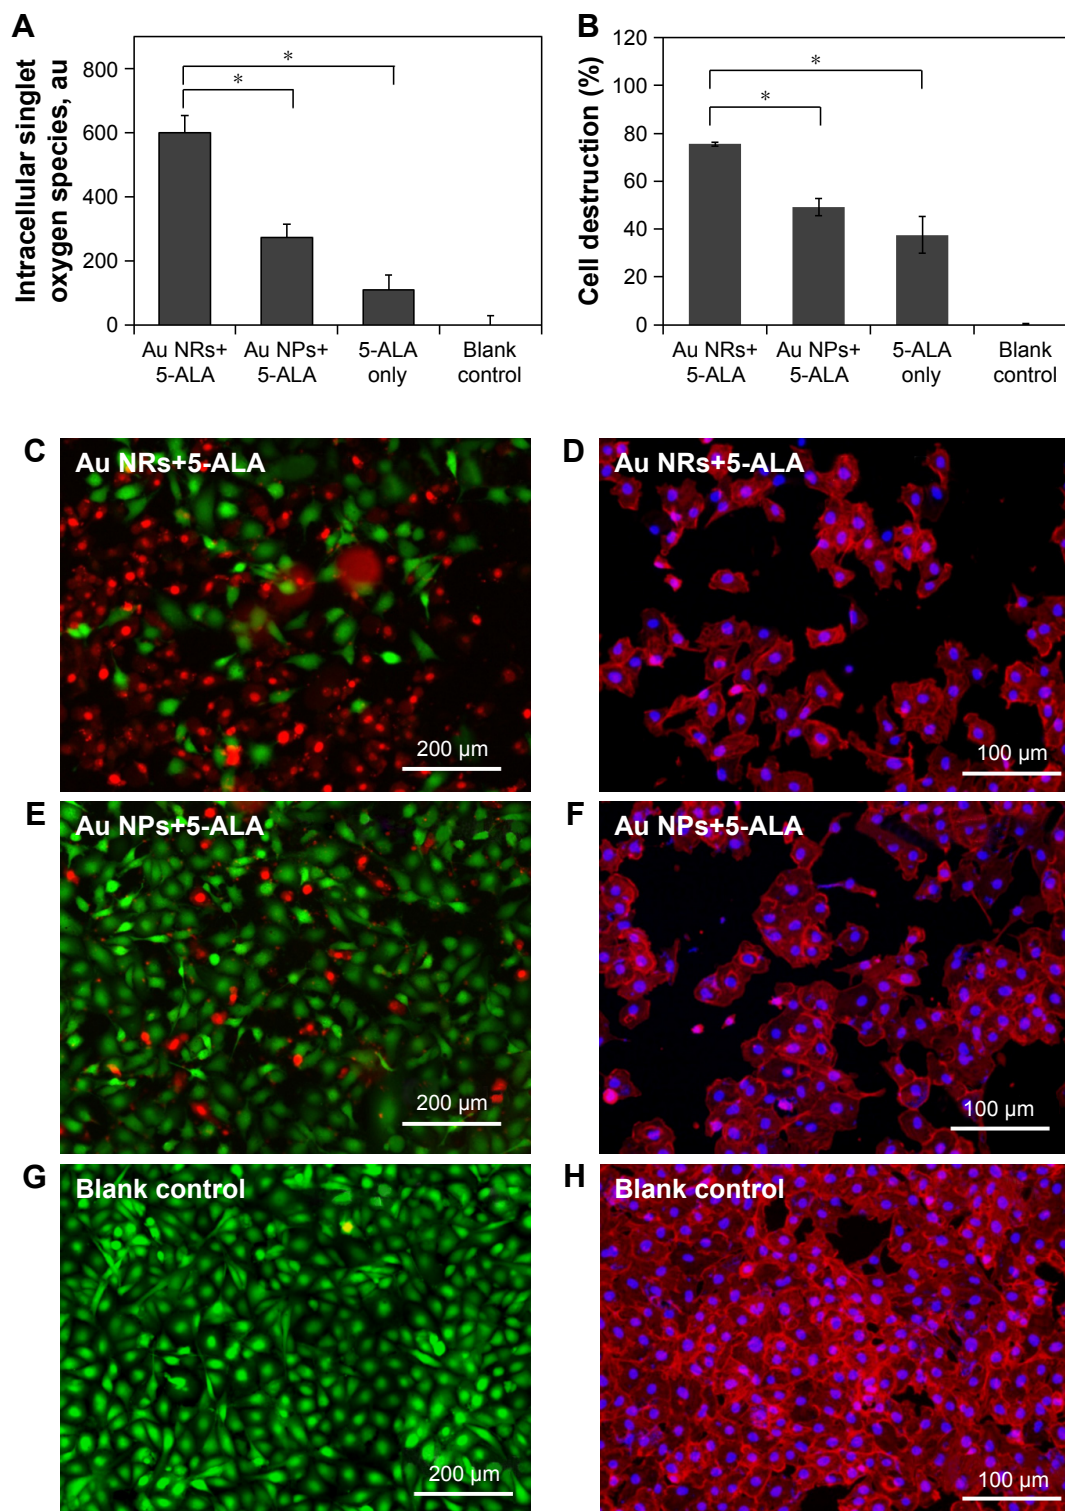 A
Intracellular singlet
oxygen species, au
800
600
400
200
0
*
*
Au NRs+
5-ALA
Au NPs+
5-ALA
5-ALA
only
Blank
control
B
Cell destruction (%)
120
100
80
60
40
20
0
*
*
Au NRs+
5-ALA
Au NPs+
5-ALA
5-ALA
only
Blank
control
C
Au NRs+5-ALA
200 µm
D
Au NRs+5-ALA
100 µm
E
Au NPs+5-ALA
200 µm
F
Au NPs+5-ALA
100 µm
G
Blank control
200 µm
H
Blank control
100 µm